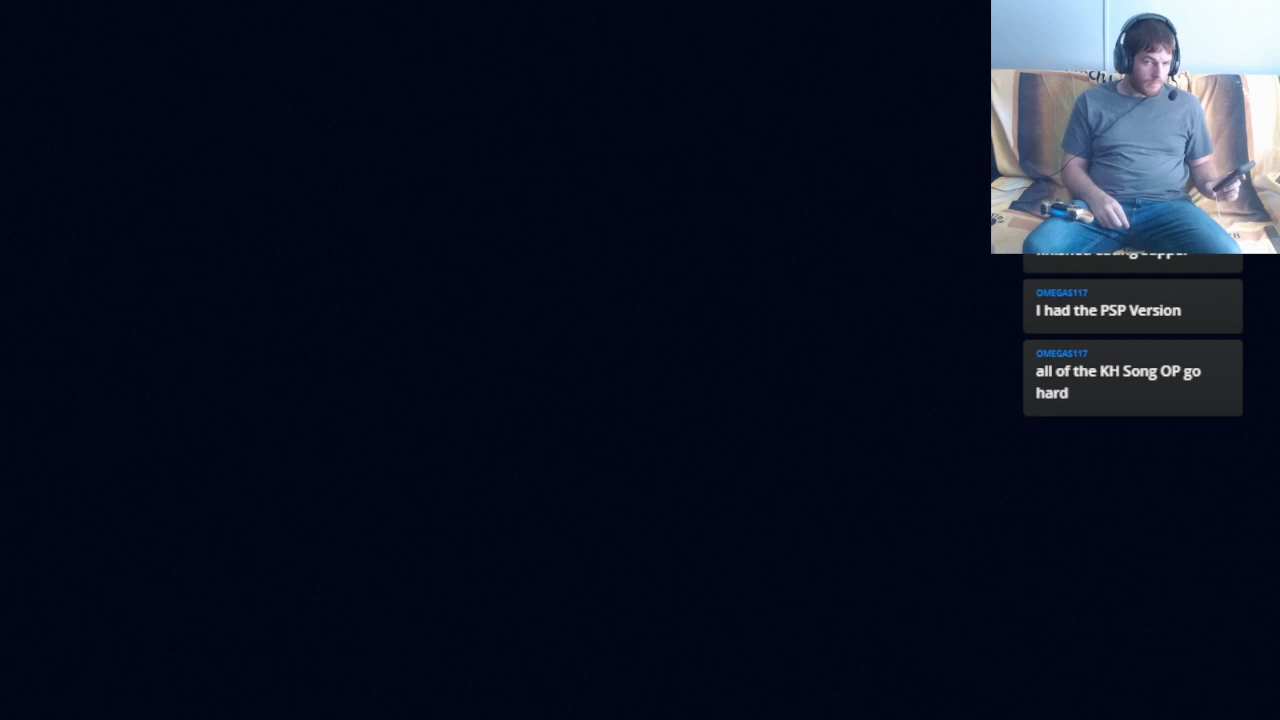 OMEGAS117
I had the PSP Version
OMEGAS117
all of the KH Song OP go
hard